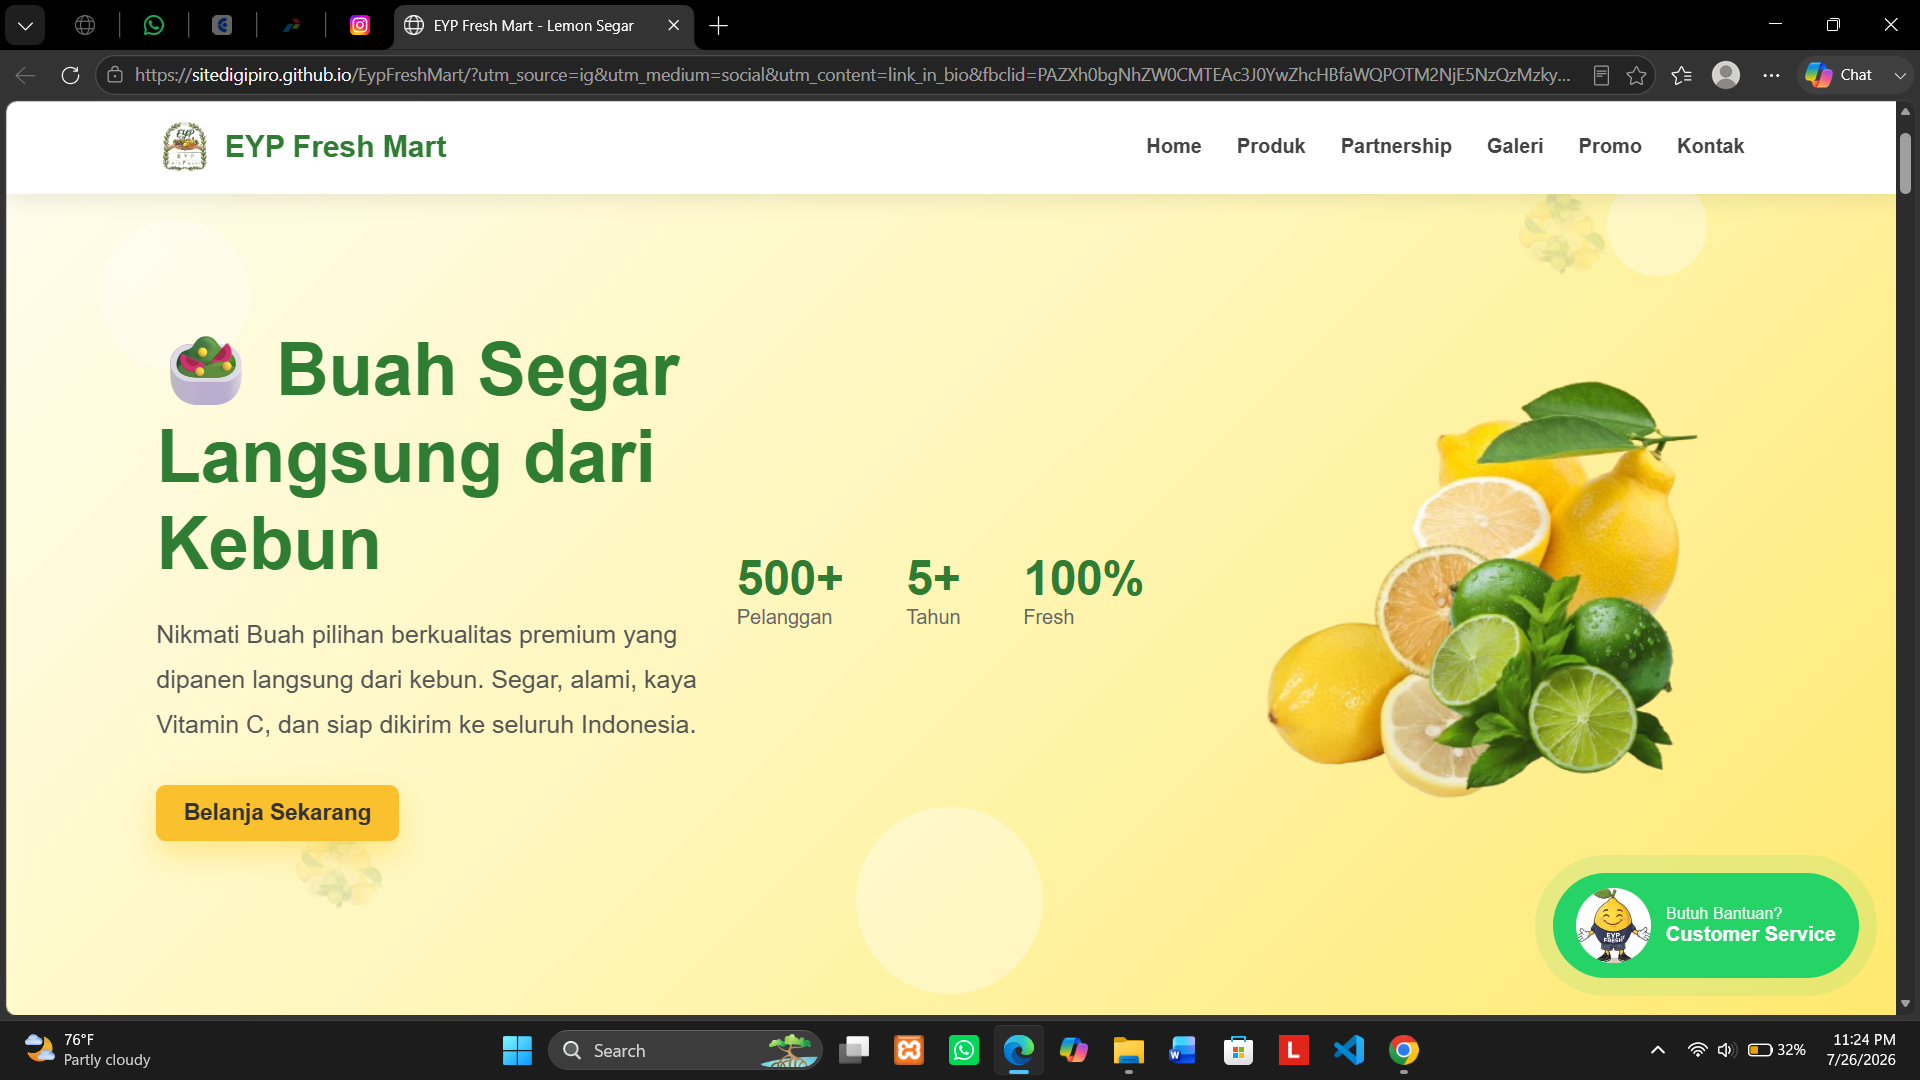 EYP Fresh Mart - Lemon Segar
https://sitedigipiro.github.io/EypFreshMart/?utm_source=ig&utm_medium=social&utm_content=link_in_bio&fbclid=PAZXh0bgNhZW0CMTEAc3J0YwZhcHBfaWQPOTM2NjE5NzQzMzky...
Chat
EYP
EYP Fresh Mart
Home Produk Partnership Galeri Promo Kontak
Buah Segar
Langsung dari
Kebun
500+ 5+ 100%
Pelanggan Tahun Fresh
Nikmati Buah pilihan berkualitas premium yang
dipanen langsung dari kebun. Segar, alami, kaya
Vitamin C, dan siap dikirim ke seluruh Indonesia.
Belanja Sekarang
EYP
FRESH
Butuh Bantuan?
Customer Service
76°F
Partly cloudy
Search
W
L
32%
11:24 PM
7/26/2026